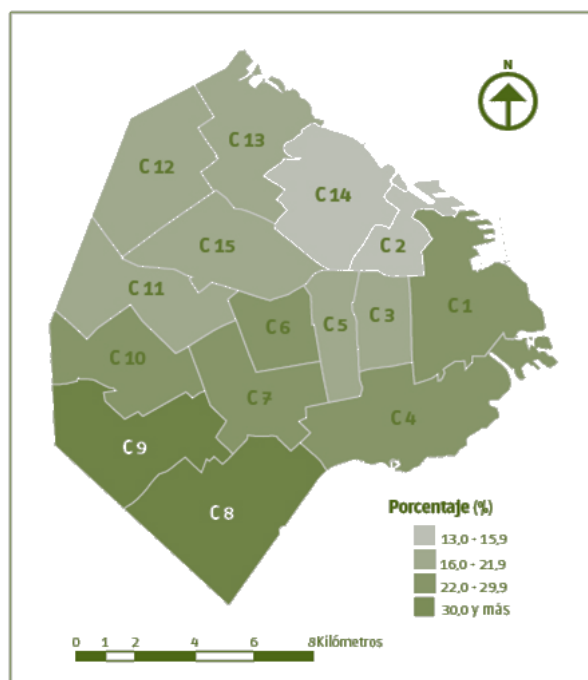 N
C 13
C 12
C 14
C 2
C 15
C 11
C 1
C 5
C 3
C 6
C 10
C 7
C 4
C 9
C 8
Porcentaje (%)
13,0 - 15,9
16,0 - 21,9
22,0 - 29,9
30,0 y más
0 1 2 4 6 8 Kilómetros